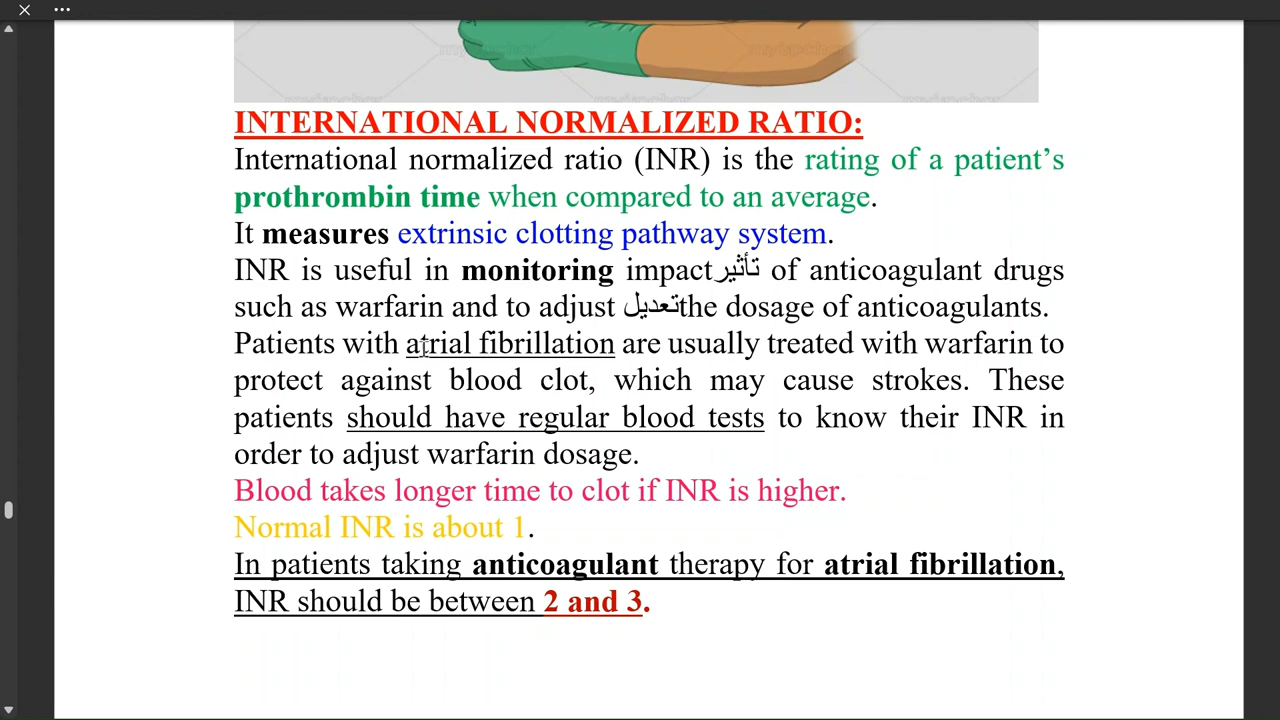 INTERNATIONAL NORMALIZED RATIO:
International normalized ratio (INR) is the rating of a patient's
prothrombin time when compared to an average.
It measures extrinsic clotting pathway system.
INR is useful in monitoring impactتأثير of anticoagulant drugs
such as warfarin and to adjust تعديلthe dosage of anticoagulants.
Patients with atrial fibrillation are usually treated with warfarin to
protect against blood clot, which may cause strokes. These
patients should have regular blood tests to know their INR in
order to adjust warfarin dosage.
Blood takes longer time to clot if INR is higher.
Normal INR is about 1.
In patients taking anticoagulant therapy for atrial fibrillation,
INR should be between 2 and 3.